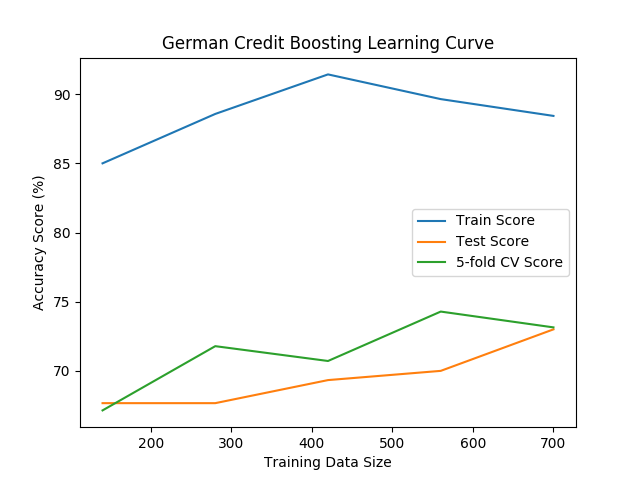 German Credit Boosting Learning Curve
90
85
80
75
70
Accuracy Score (%)
Train Score
Test Score
5-fold CV Score
200 300 400 500 600 700
Training Data Size